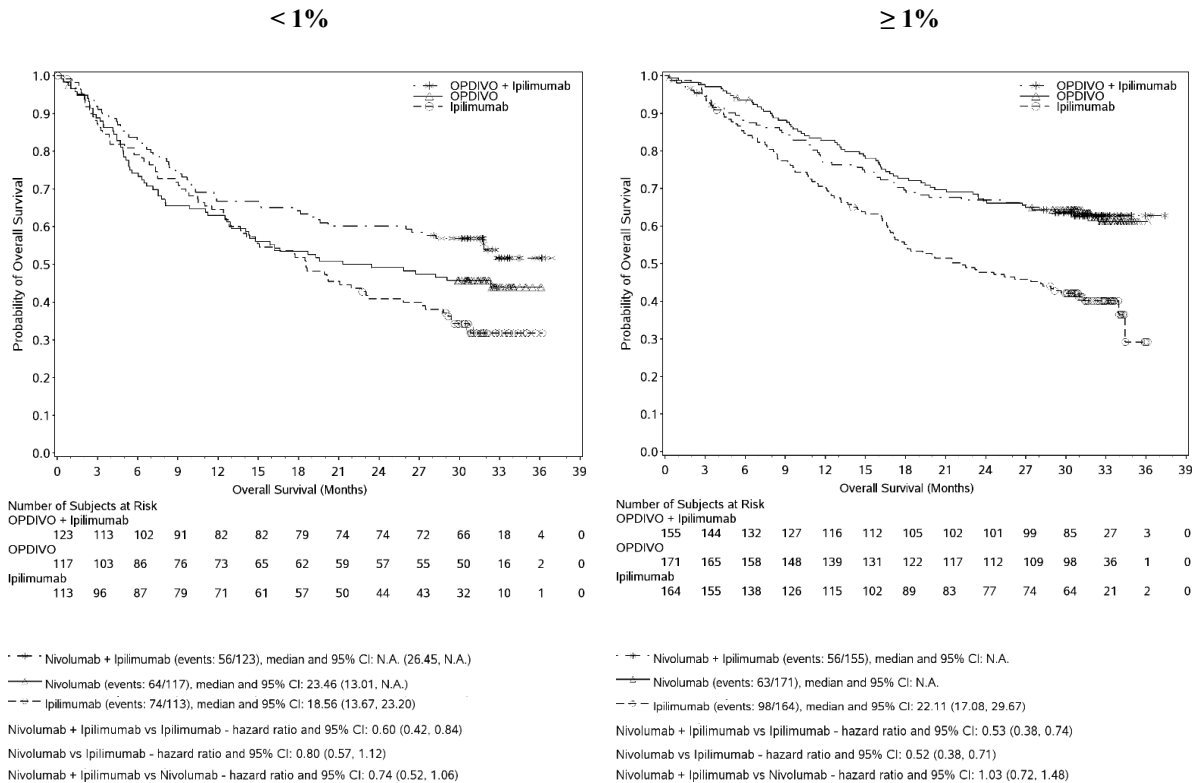 < 1%
≥ 1%
OPDIVO + Ipilimumab
OPDIVO
Ipilimumab
Probability of Overall Survival
1.0
0.9
0.8
0.7
0.6
0.5
0.4
0.3
0.2
0.1
0.0
0 3 6 9 12 15 18 21 24 27 30 33 36 39
Overall Survival (Months)
Number of Subjects at Risk
OPDIVO + Ipilimumab
123 113 102 91 82 82 79 74 74 72 66 18 4 0
OPDIVO
117 103 86 76 73 65 62 59 57 55 50 16 2 0
Ipilimumab
113 96 87 79 71 61 57 50 44 43 32 10 1 0
Nivolumab + Ipilimumab (events: 56/123), median and 95% CI: N.A. (26.45, N.A.)
Nivolumab (events: 64/117), median and 95% CI: 23.46 (13.01, N.A.)
Ipilimumab (events: 74/113), median and 95% CI: 18.56 (13.67, 23.20)
Nivolumab + Ipilimumab vs Ipilimumab - hazard ratio and 95% CI: 0.60 (0.42, 0.84)
Nivolumab vs Ipilimumab - hazard ratio and 95% CI: 0.80 (0.57, 1.12)
Nivolumab + Ipilimumab vs Nivolumab - hazard ratio and 95% CI: 0.74 (0.52, 1.06)
OPDIVO + Ipilimumab
OPDIVO
Ipilimumab
Probability of Overall Survival
1.0
0.9
0.8
0.7
0.6
0.5
0.4
0.3
0.2
0.1
0.0
0 3 6 9 12 15 18 21 24 27 30 33 36 39
Overall Survival (Months)
Number of Subjects at Risk
OPDIVO + Ipilimumab
155 144 132 127 116 112 105 102 101 99 85 27 3 0
OPDIVO
171 165 158 148 139 131 122 117 112 109 98 36 1 0
Ipilimumab
164 155 138 126 115 102 89 83 77 74 64 21 2 0
Nivolumab + Ipilimumab (events: 56/155), median and 95% CI: N.A.
Nivolumab (events: 63/171), median and 95% CI: N.A.
Ipilimumab (events: 98/164), median and 95% CI: 22.11 (17.08, 29.67)
Nivolumab + Ipilimumab vs Ipilimumab - hazard ratio and 95% CI: 0.53 (0.38, 0.74)
Nivolumab vs Ipilimumab - hazard ratio and 95% CI: 0.52 (0.38, 0.71)
Nivolumab + Ipilimumab vs Nivolumab - hazard ratio and 95% CI: 1.03 (0.72, 1.48)